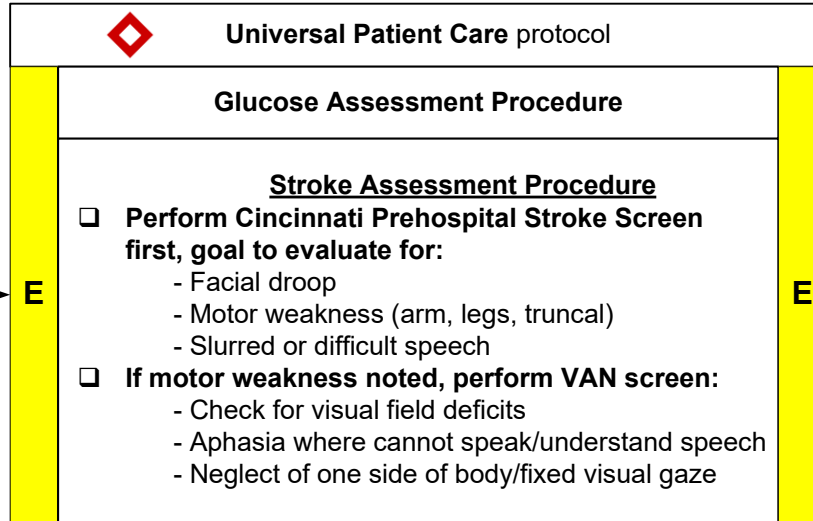 Universal Patient Care protocol
Glucose Assessment Procedure
Stroke Assessment Procedure
❑ Perform Cincinnati Prehospital Stroke Screen
first, goal to evaluate for:
- Facial droop
- Motor weakness (arm, legs, truncal)
- Slurred or difficult speech
❑ If motor weakness noted, perform VAN screen:
- Check for visual field deficits
- Aphasia where cannot speak/understand speech
- Neglect of one side of body/fixed visual gaze
E
E